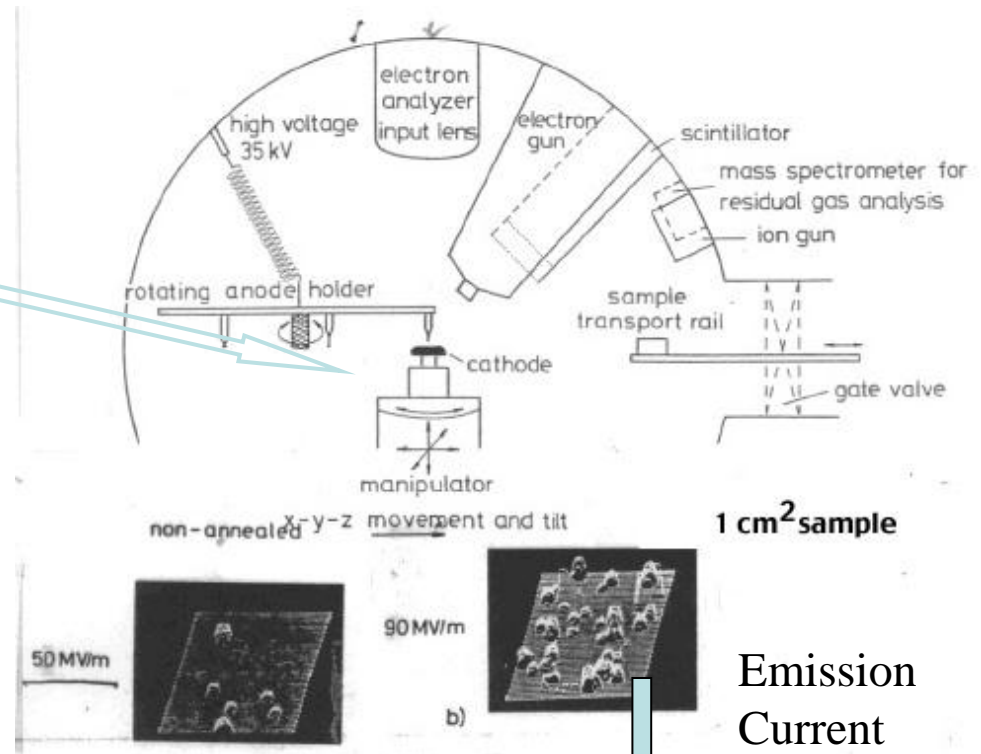 electron
analyzer
input lens
high voltage
35 kV
electron
gun
scintillator
mass spectrometer for
residual gas analysis
ion gun
rotating anode holder
sample
transport rail
cathode
gate valve
manipulator
x-y-z movement and tilt
non-annealed
1 cm² sample
50 MV/m
90 MV/m
b)
Emission
Current